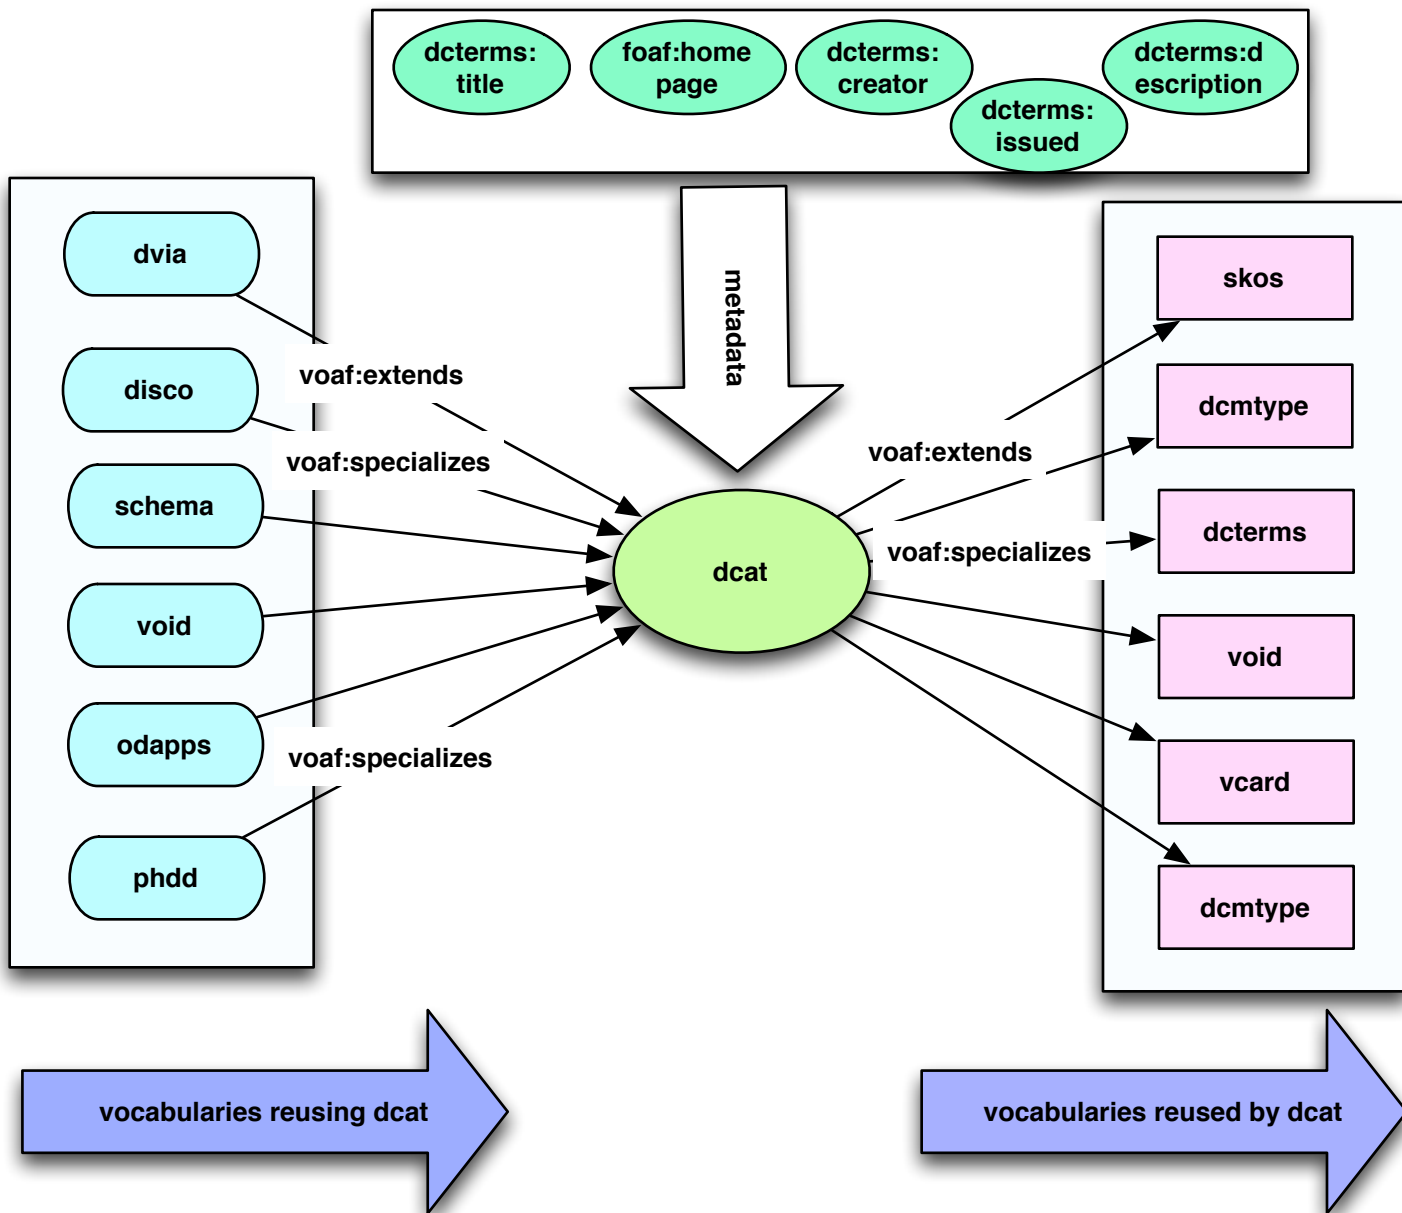 dcterms:
title
foaf:home
page
dcterms:
creator
dcterms:
issued
dcterms:d
escription
metadata
dvia
disco
schema
void
odapps
phdd
voaf:extends
voaf:specializes
voaf:specializes
dcat
voaf:extends
voaf:specializes
skos
dcmtype
dcterms
void
vcard
dcmtype
vocabularies reusing dcat
vocabularies reused by dcat